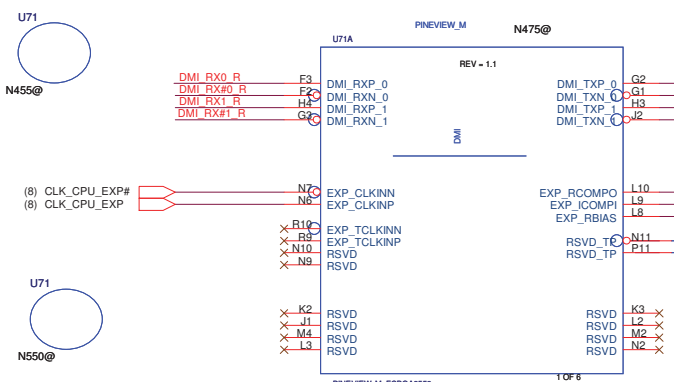 U71
N455@
PINEVIEW_M
N475@
U71A
REV = 1.1
DMI_RX0_R F3 DMI_RXP_0 DMI_TXP_0 G2
DMI_RX#0_R F2 DMI_RXN_0 DMI_TXN_0 G1
DMI_RX1_R H4 DMI_RXP_1 DMI_TXP_1 H3
DMI_RX#1_R G3 DMI_RXN_1 DMI_TXN_1 J2
DMI
(8) CLK_CPU_EXP# N7 EXP_CLKINN EXP_RCOMPO L10
(8) CLK_CPU_EXP N6 EXP_CLKINP EXP_ICOMPI L9
EXP_RBIAS L8
R10 EXP_TCLKINN
R9 EXP_TCLKINP RSVD_TP N11
N10 RSVD RSVD_TP P11
N9 RSVD
U71
N550@
K2 RSVD RSVD K3
J1 RSVD RSVD L2
M4 RSVD RSVD M2
L3 RSVD RSVD N2
1 OF 6